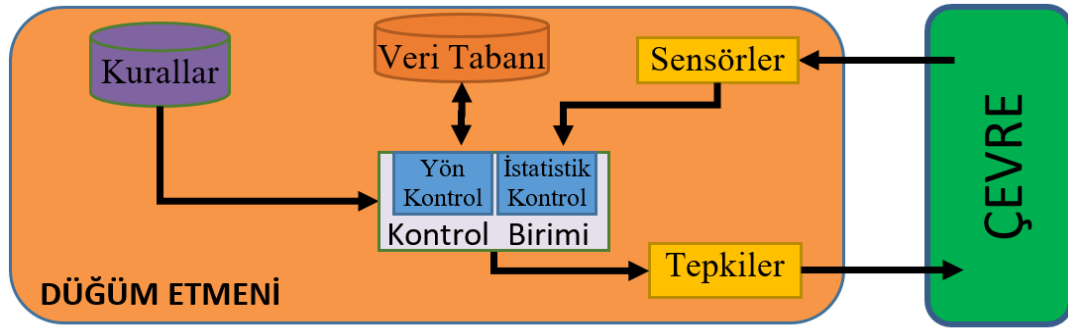 Kurallar
Veri Tabanı
Sensörler
Yön
Kontrol
İstatistik
Kontrol
Kontrol Birimi
Tepkiler
DÜĞÜM ETMENİ
ÇEVRE